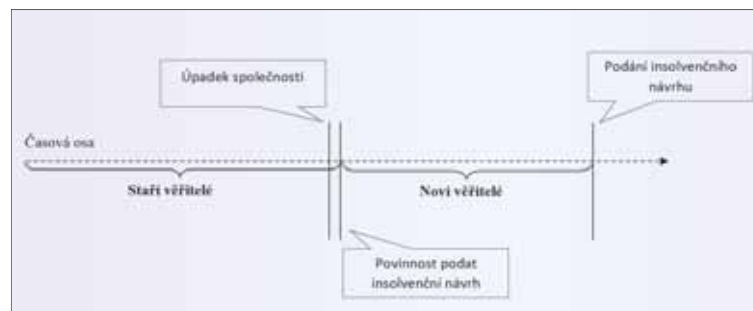 Úpadek společnosti
Podání insolvenčního
návrhu
Časová osa
Staří věřitelé
Noví věřitelé
Povinnost podat
insolvenční návrh